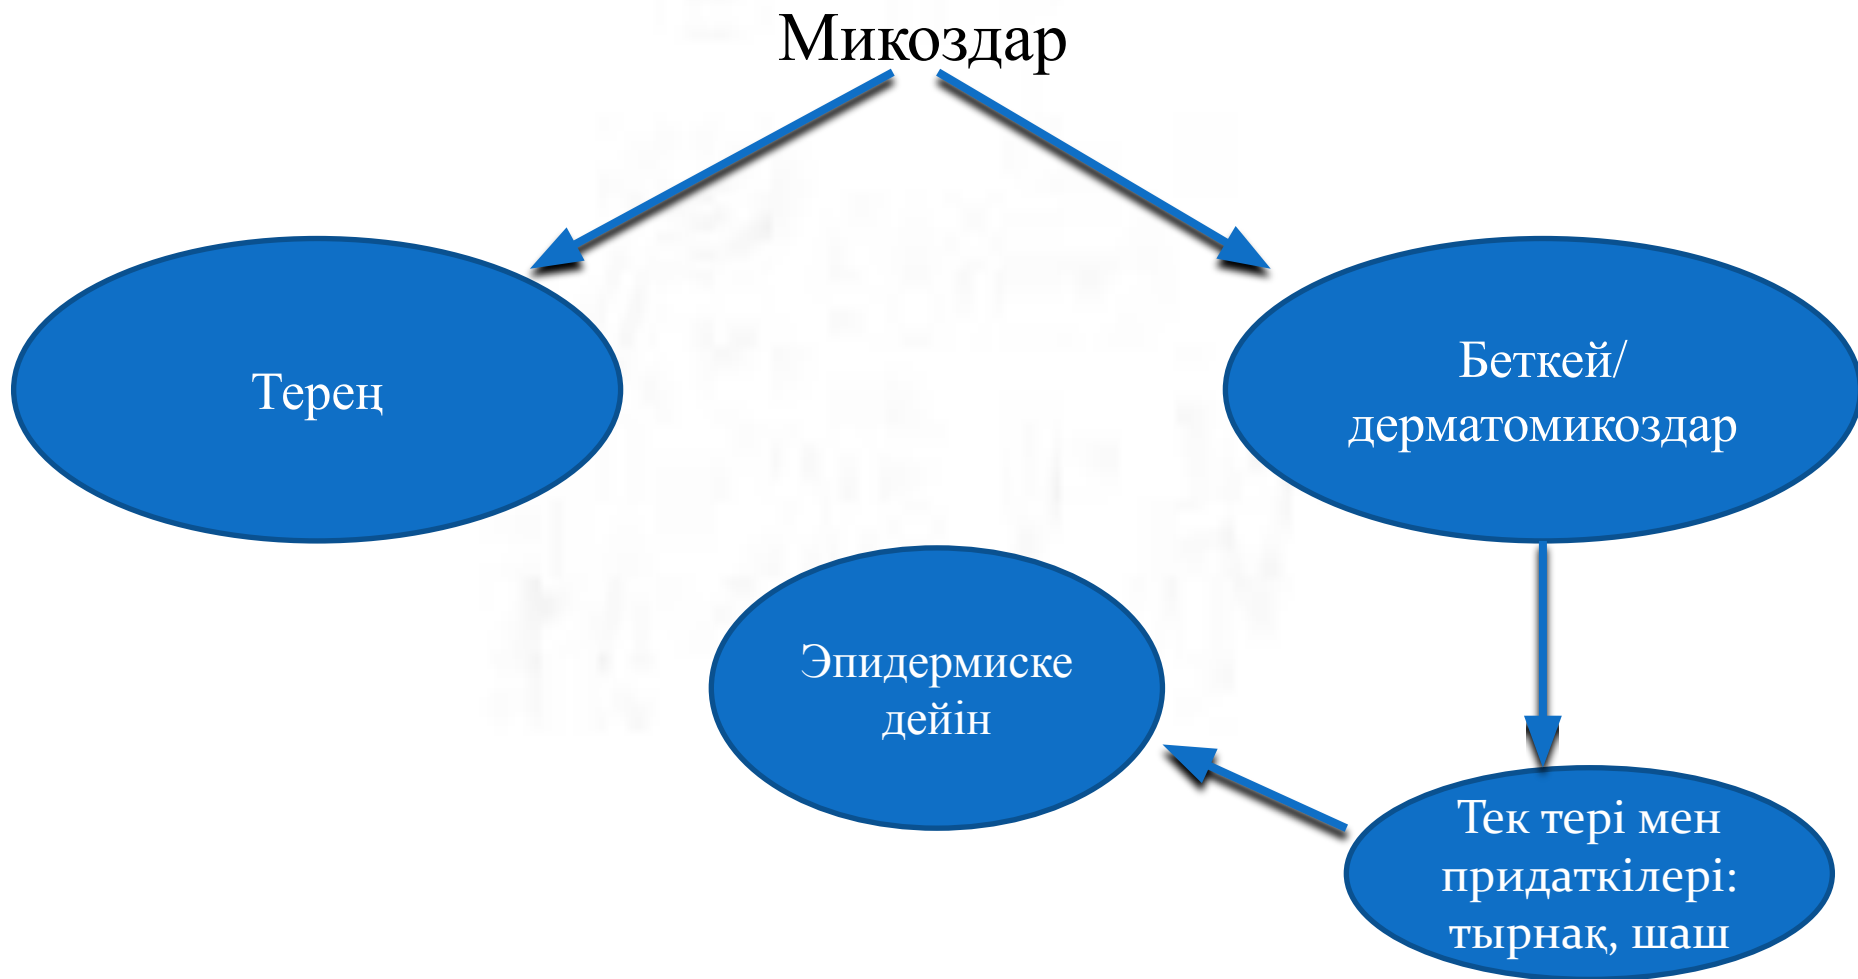 Микоздар
Терең
Беткей/
дерматомикоздар
Эпидермиске
дейін
Тек тері мен
придаткілері:
тырнақ, шаш